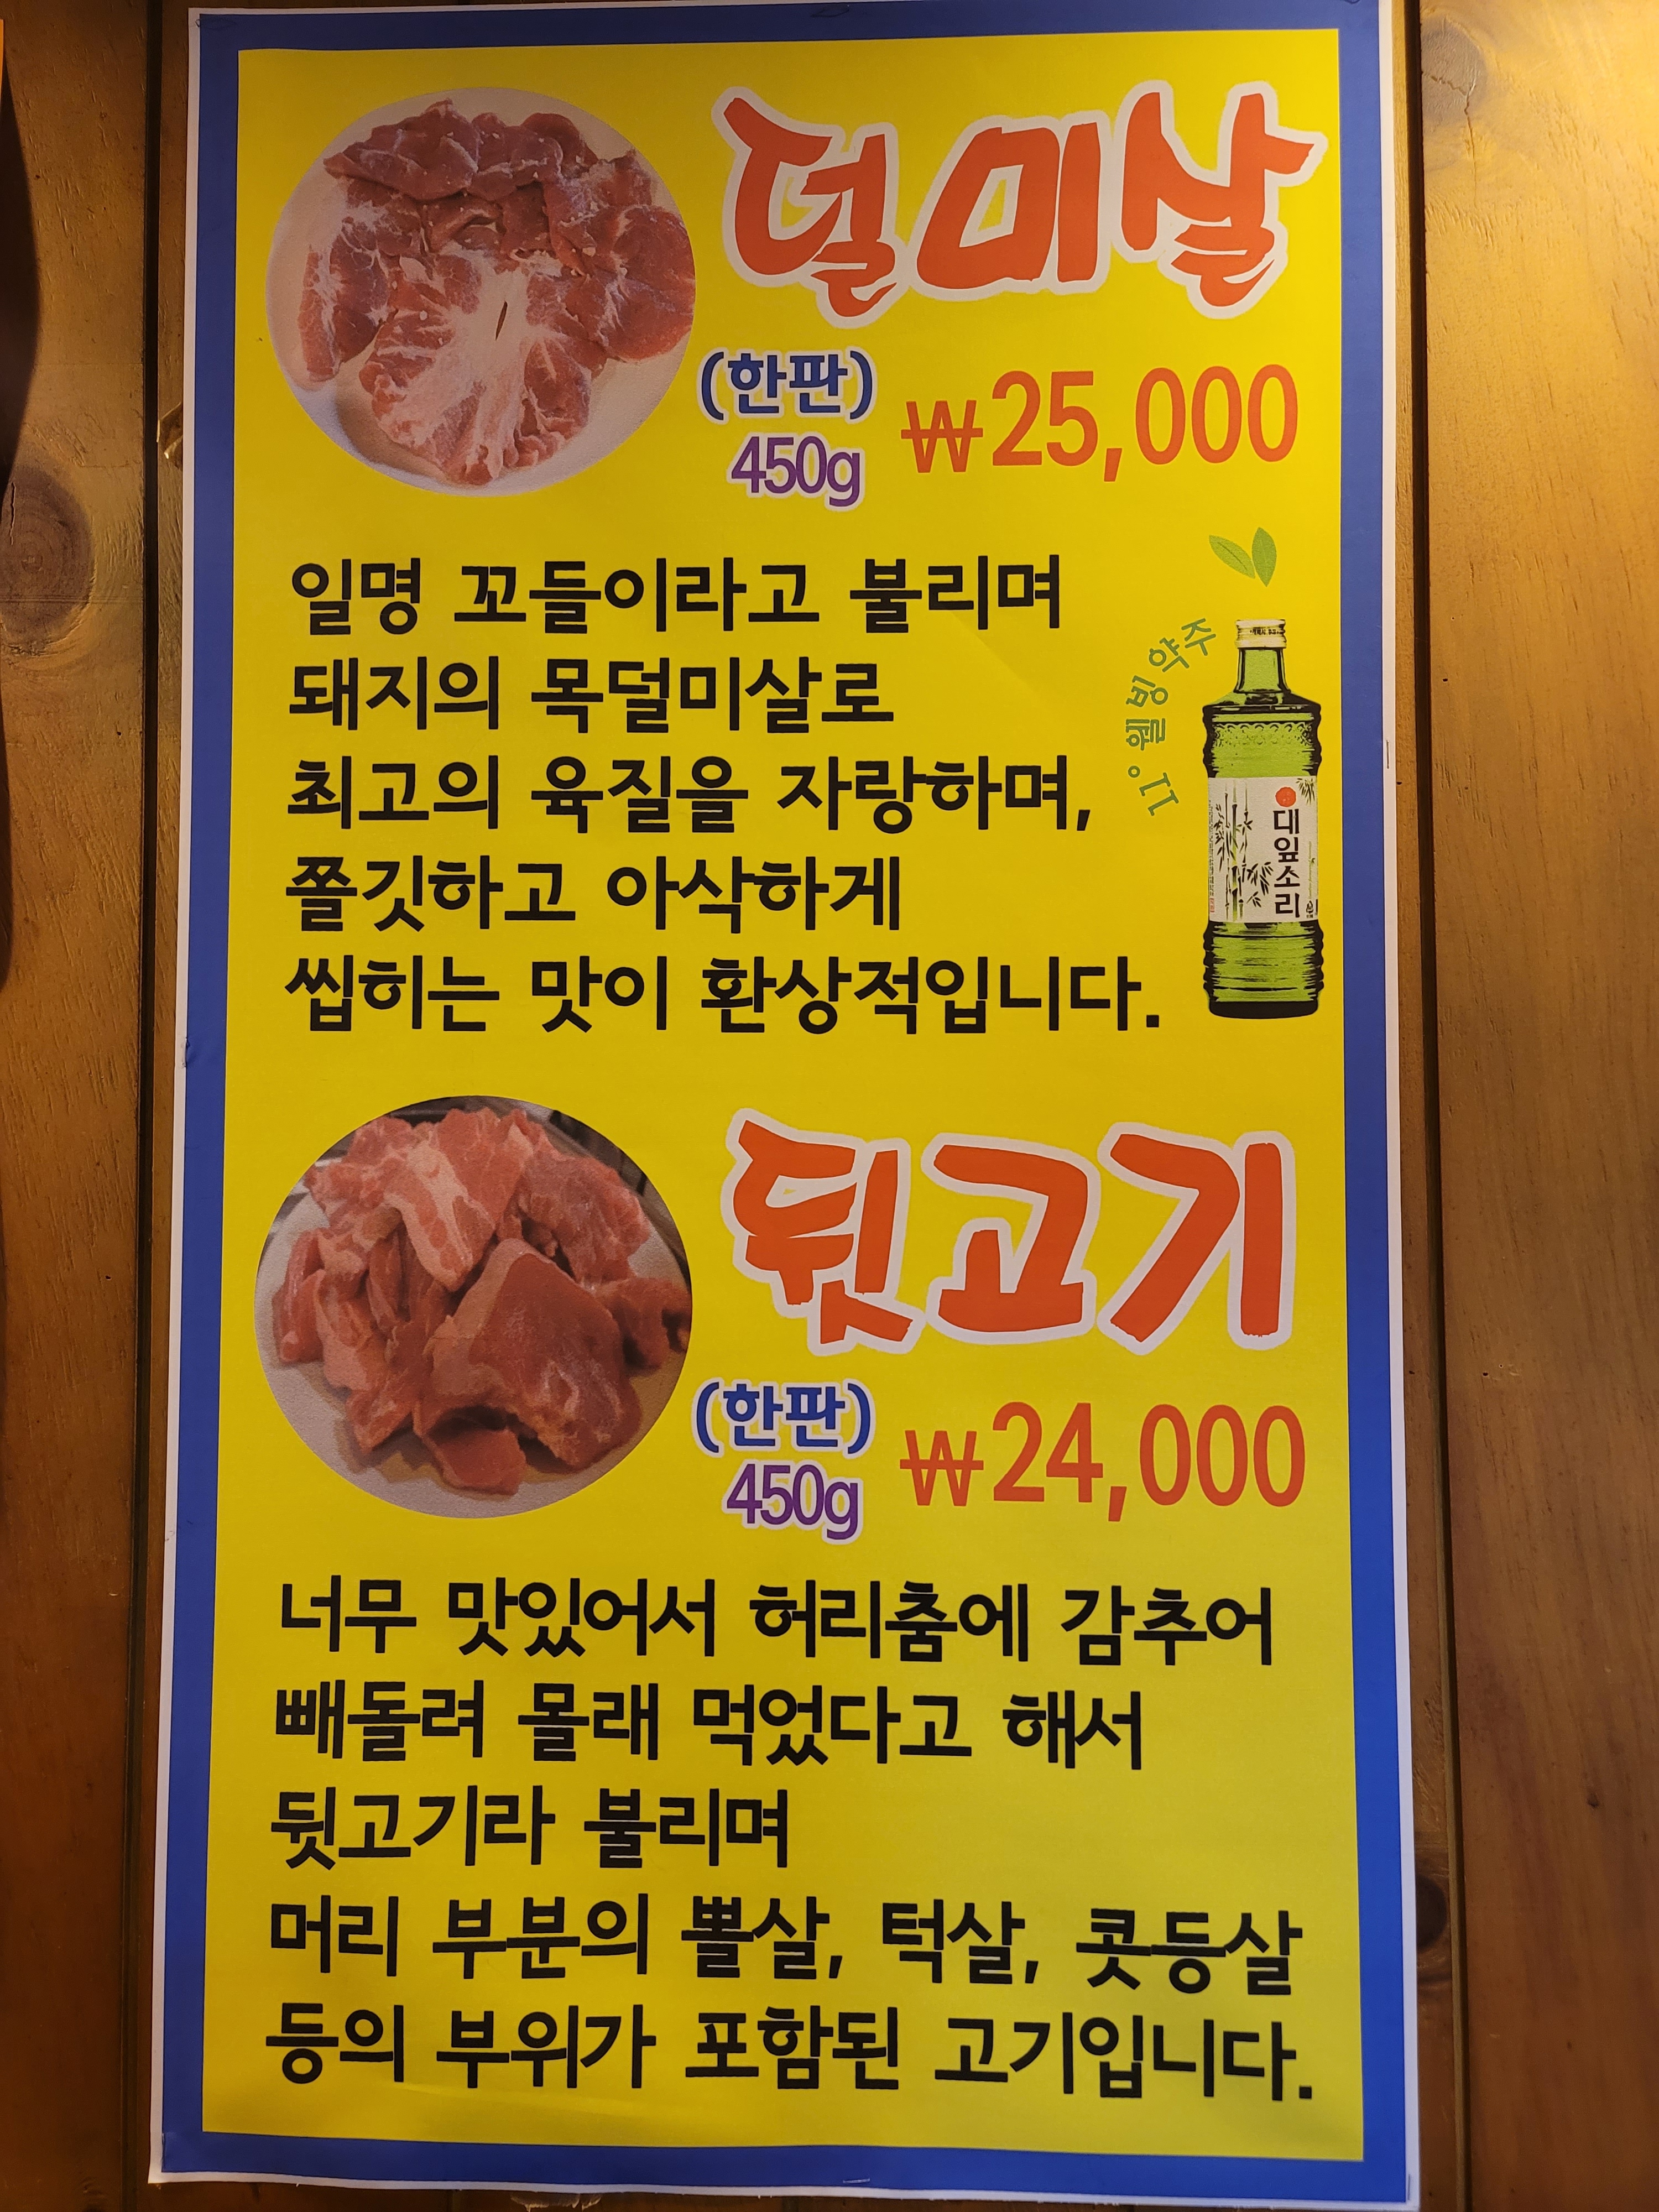 덜미살
(한판)
450g
₩25,000
일명 꼬들이라고 불리며
돼지의 목덜미살로
최고의 육질을 자랑하며,
쫄깃하고 아삭하게
씹히는 맛이 환상적입니다.
11° 웰빙약주
대잎소리
뒷고기
(한판)
450g
₩24,000
너무 맛있어서 허리춤에 감추어
빼돌려 몰래 먹었다고 해서
뒷고기라 불리며
머리 부분의 뽈살, 턱살, 콧등살
등의 부위가 포함된 고기입니다.